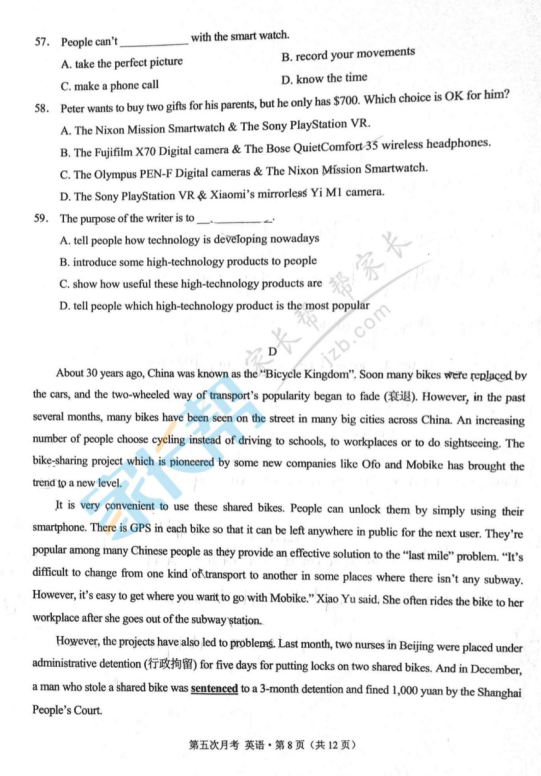 57. People can't ____________ with the smart watch.
A. take the perfect picture B. record your movements
C. make a phone call D. know the time
58. Peter wants to buy two gifts for his parents, but he only has $700. Which choice is OK for him?
A. The Nixon Mission Smartwatch & The Sony PlayStation VR.
B. The Fujifilm X70 Digital camera & The Bose QuietComfort 35 wireless headphones.
C. The Olympus PEN-F Digital cameras & The Nixon Mission Smartwatch.
D. The Sony PlayStation VR & Xiaomi's mirrorless Yi M1 camera.
59. The purpose of the writer is to ____________.
A. tell people how technology is developing nowadays
B. introduce some high-technology products to people
C. show how useful these high-technology products are
D. tell people which high-technology product is the most popular
家长帮 帮家长
jzb.com
D
About 30 years ago, China was known as the "Bicycle Kingdom". Soon many bikes were replaced by
the cars, and the two-wheeled way of transport's popularity began to fade (衰退). However, in the past
several months, many bikes have been seen on the street in many big cities across China. An increasing
number of people choose cycling instead of driving to schools, to workplaces or to do sightseeing. The
bike-sharing project which is pioneered by some new companies like Ofo and Mobike has brought the
trend to a new level.
It is very convenient to use these shared bikes. People can unlock them by simply using their
smartphone. There is GPS in each bike so that it can be left anywhere in public for the next user. They're
popular among many Chinese people as they provide an effective solution to the "last mile" problem. "It's
difficult to change from one kind of transport to another in some places where there isn't any subway.
However, it's easy to get where you want to go with Mobike." Xiao Yu said. She often rides the bike to her
workplace after she goes out of the subway station.
However, the projects have also led to problems. Last month, two nurses in Beijing were placed under
administrative detention (行政拘留) for five days for putting locks on two shared bikes. And in December,
a man who stole a shared bike was sentenced to a 3-month detention and fined 1,000 yuan by the Shanghai
People's Court.
第五次月考 英语·第 8 页（共 12 页）